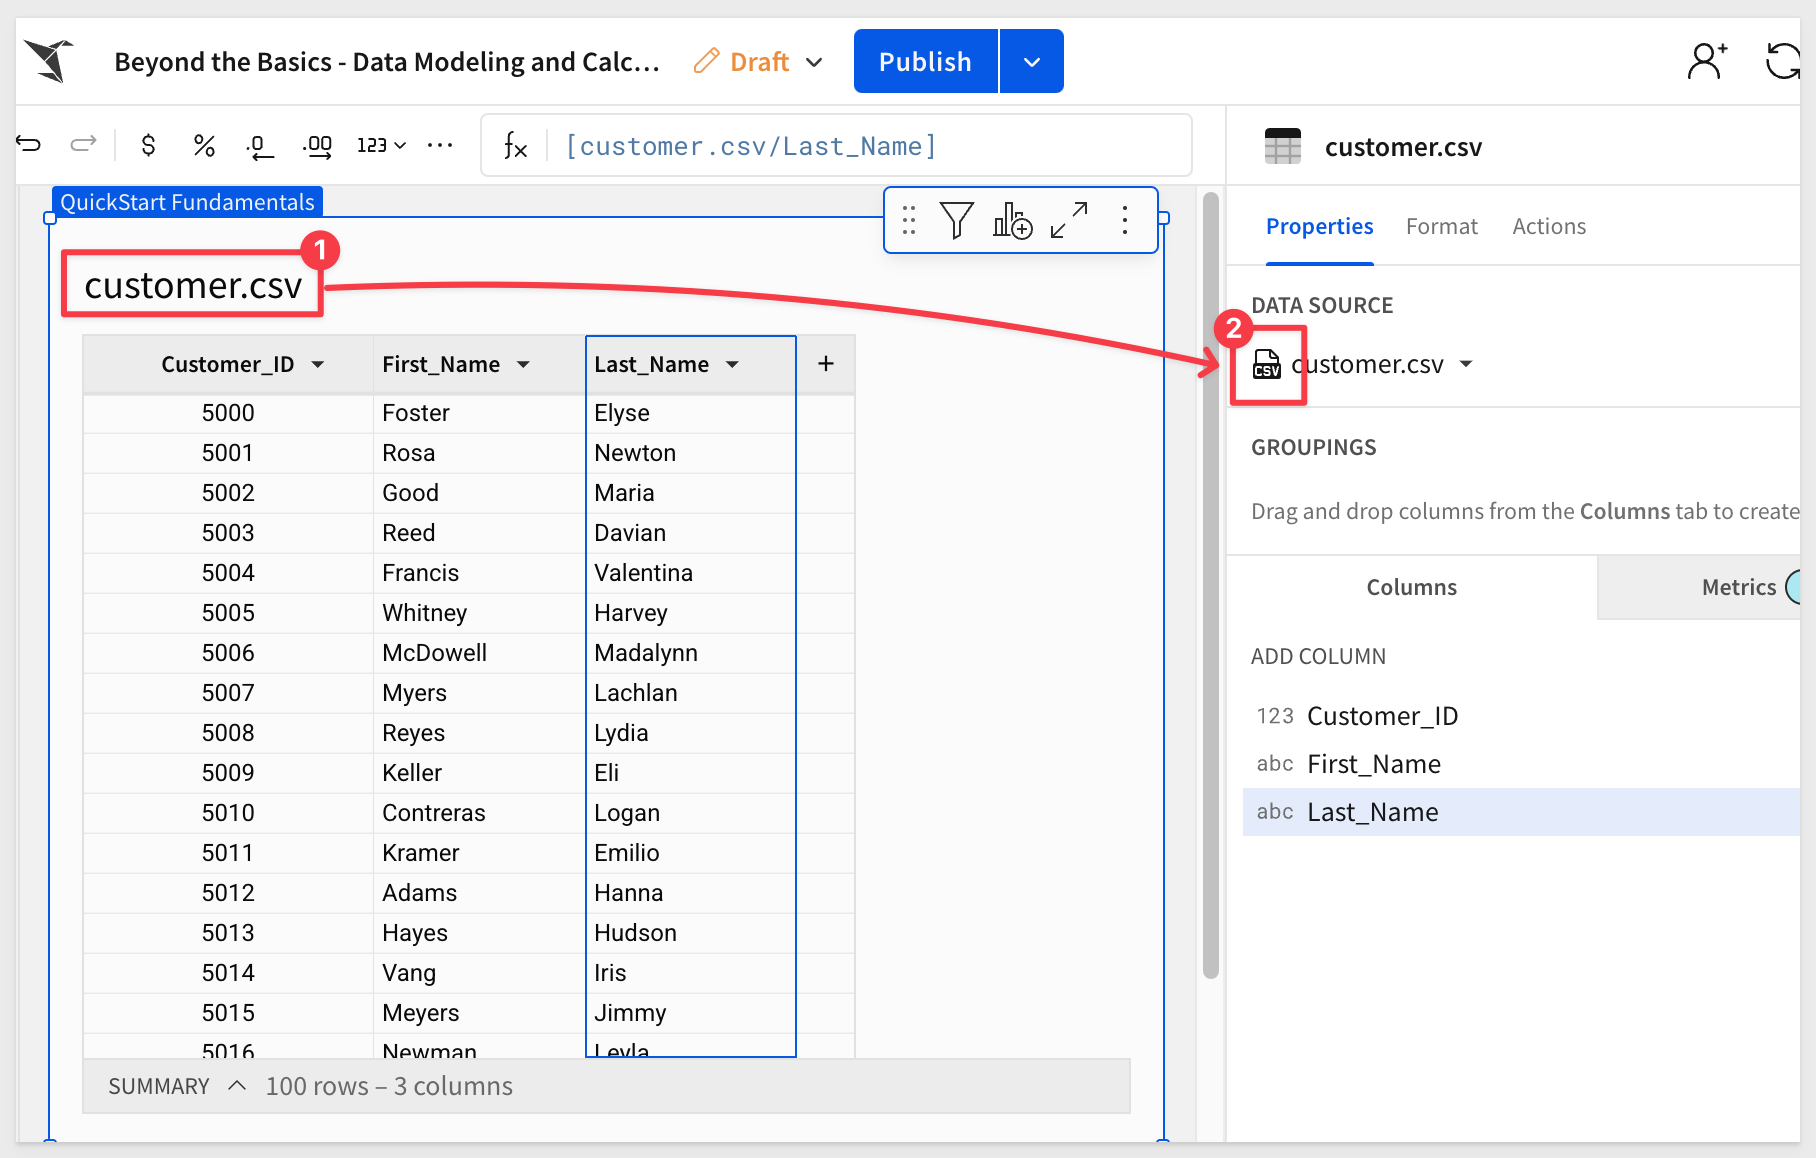 Beyond the Basics - Data Modeling and Calc... Draft Publish
$ % .0 .00 123 ... fx [customer.csv/Last_Name]
customer.csv
QuickStart Fundamentals
Properties Format Actions
1
customer.csv
DATA SOURCE
2
CSV customer.csv
Customer_ID First_Name Last_Name +
5000 Foster Elyse
5001 Rosa Newton
5002 Good Maria
5003 Reed Davian
5004 Francis Valentina
5005 Whitney Harvey
5006 McDowell Madalynn
5007 Myers Lachlan
5008 Reyes Lydia
5009 Keller Eli
5010 Contreras Logan
5011 Kramer Emilio
5012 Adams Hanna
5013 Hayes Hudson
5014 Vang Iris
5015 Meyers Jimmy
5016 Newman Leyla
SUMMARY 100 rows – 3 columns
GROUPINGS
Drag and drop columns from the Columns tab to create
Columns Metrics
ADD COLUMN
123 Customer_ID
abc First_Name
abc Last_Name